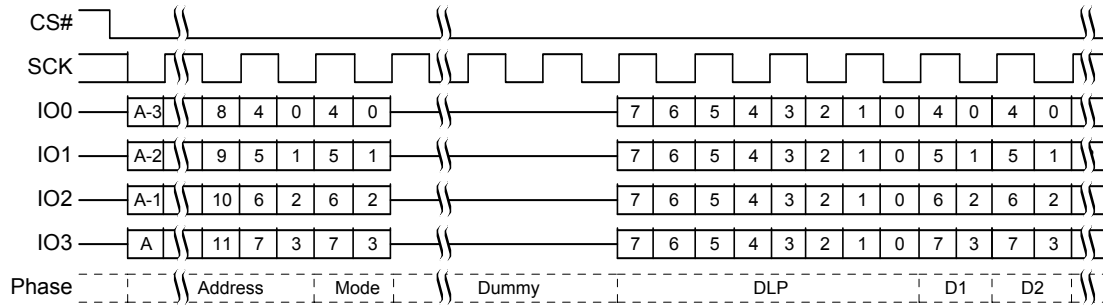 CS#
SCK
IO0 A-3 8 4 0 4 0 7 6 5 4 3 2 1 0 4 0 4 0
IO1 A-2 9 5 1 5 1 7 6 5 4 3 2 1 0 5 1 5 1
IO2 A-1 10 6 2 6 2 7 6 5 4 3 2 1 0 6 2 6 2
IO3 A 11 7 3 7 3 7 6 5 4 3 2 1 0 7 3 7 3
Phase Address Mode Dummy DLP D1 D2